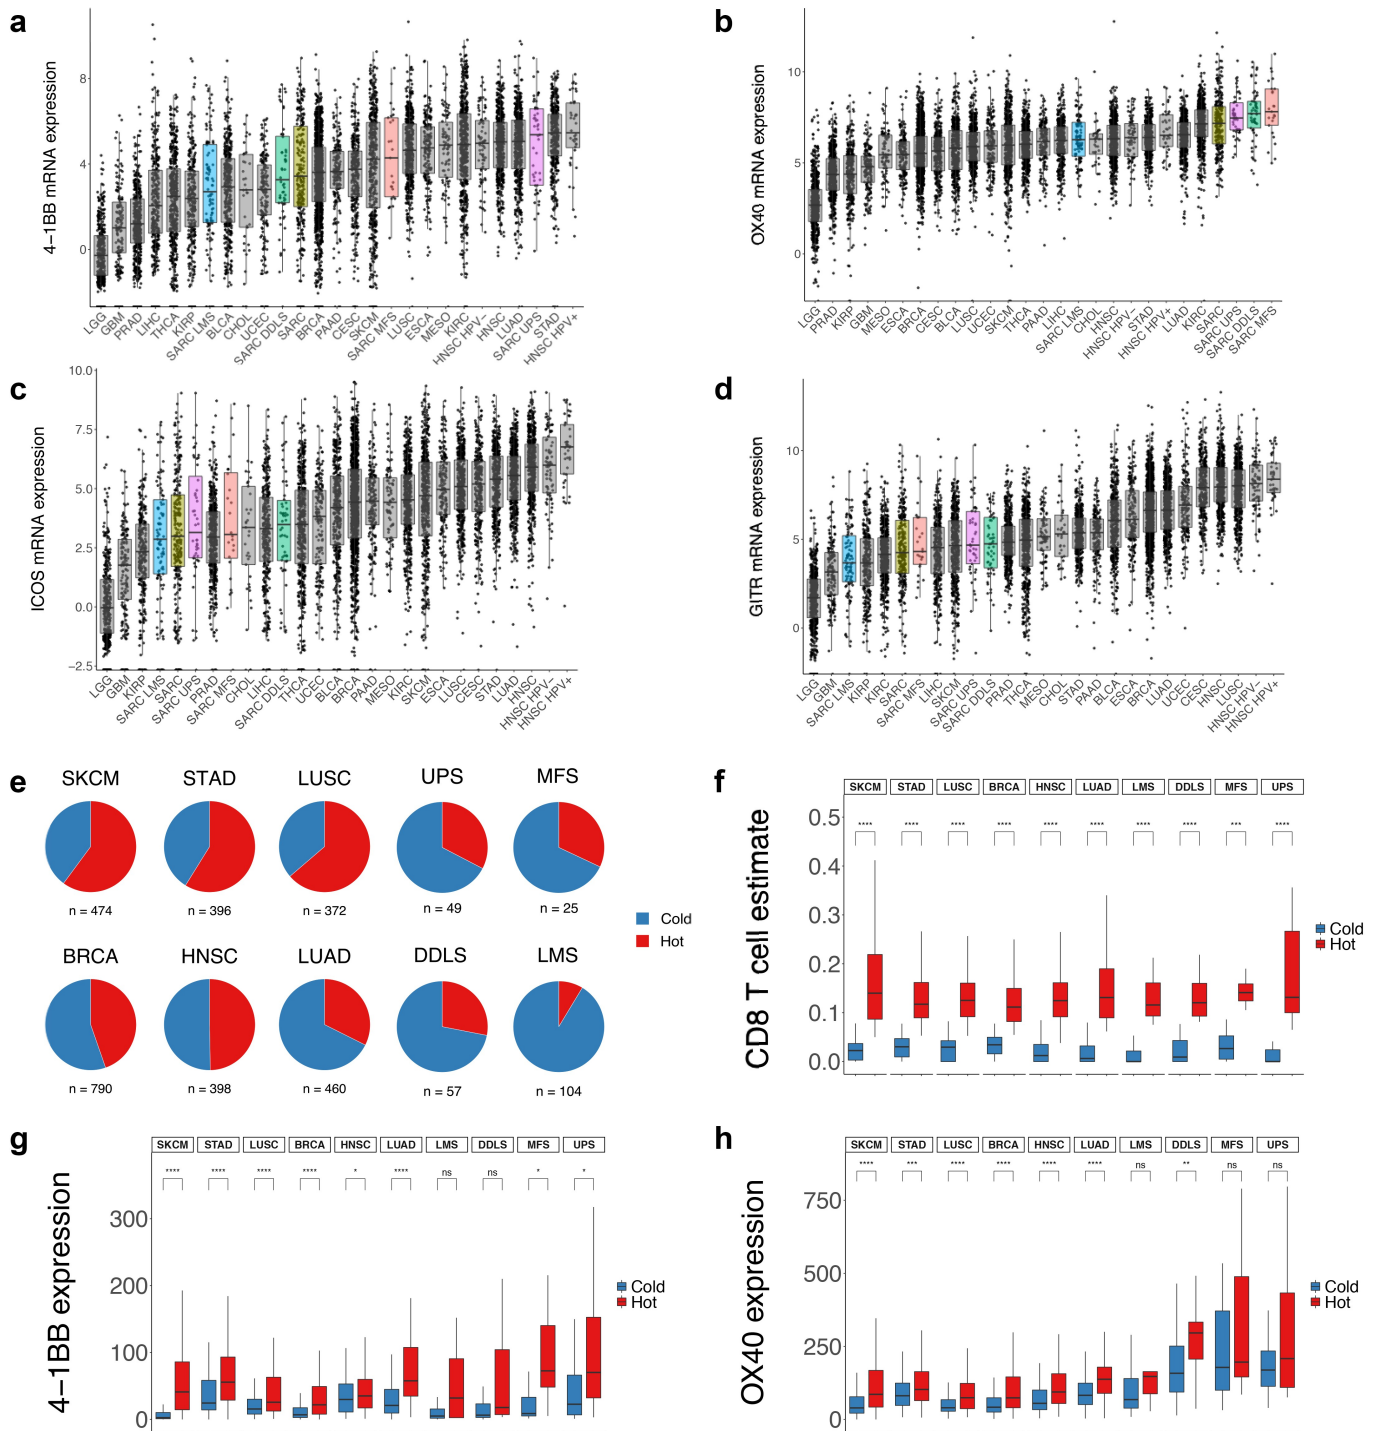 a
4−1BB mRNA expression
8
4
0
LGG
GBM
PRAD
LIHC
THCA
KIRP
SARC LMS
BLCA
CHOL
UCEC
SARC DDLS
SARC
BRCA
PAAD
CESC
SKCM
SARC MFS
LUSC
ESCA
MESO
KIRC
HNSC HPV−
HNSC
LUAD
SARC UPS
STAD
HNSC HPV+
b
OX40 mRNA expression
10
5
0
LGG
PRAD
KIRP
GBM
MESO
ESCA
BRCA
CESC
BLCA
LUSC
UCEC
SKCM
THCA
PAAD
LIHC
SARC LMS
CHOL
HNSC
HNSC HPV−
STAD
HNSC HPV+
LUAD
KIRC
SARC
SARC UPS
SARC DDLS
SARC MFS
c
ICOS mRNA expression
10.0
7.5
5.0
2.5
0.0
−2.5
LGG
GBM
KIRP
SARC LMS
SARC
SARC UPS
PRAD
SARC MFS
CHOL
LIHC
SARC DDLS
THCA
UCEC
BLCA
BRCA
PAAD
MESO
KIRC
SKCM
ESCA
LUSC
CESC
STAD
LUAD
HNSC
HNSC HPV−
HNSC HPV+
d
GITR mRNA expression
10
5
0
LGG
GBM
SARC LMS
KIRP
KIRC
SARC
SARC MFS
LIHC
SKCM
SARC UPS
SARC DDLS
PRAD
THCA
MESO
CHOL
STAD
PAAD
BLCA
ESCA
BRCA
LUAD
UCEC
CESC
HNSC
LUSC
HNSC HPV−
HNSC HPV+
e
SKCM STAD LUSC UPS MFS
n = 474 n = 396 n = 372 n = 49 n = 25
BRCA HNSC LUAD DDLS LMS
n = 790 n = 398 n = 460 n = 57 n = 104
Cold
Hot
f
CD8 T cell estimate
SKCM STAD LUSC BRCA HNSC LUAD LMS DDLS MFS UPS
**** **** **** **** **** **** **** **** *** ****
0.5
0.4
0.3
0.2
0.1
0.0
Cold
Hot
g
4−1BB expression
SKCM STAD LUSC BRCA HNSC LUAD LMS DDLS MFS UPS
**** **** **** **** * **** ns ns * *
300
200
100
0
Cold
Hot
h
OX40 expression
SKCM STAD LUSC BRCA HNSC LUAD LMS DDLS MFS UPS
**** *** **** **** **** **** ns ** ns ns
750
500
250
0
Cold
Hot